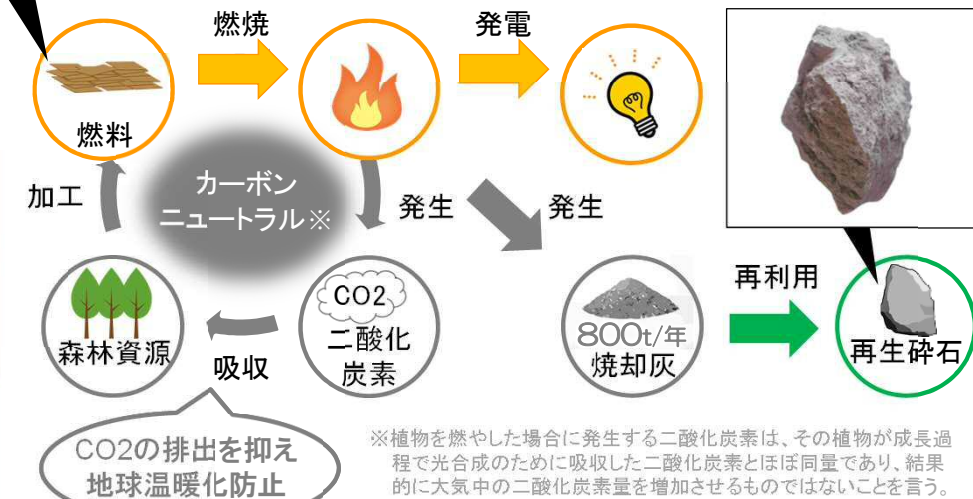 燃焼
発電
燃料
加工
カーボン
ニュートラル※
発生
発生
再利用
CO2
二酸化
炭素
800t/年
焼却灰
再生砕石
森林資源
吸収
CO2の排出を抑え
地球温暖化防止
※植物を燃やした場合に発生する二酸化炭素は、その植物が成長過
程で光合成のために吸収した二酸化炭素とほぼ同量であり、結果
的に大気中の二酸化炭素量を増加させるものではないことを言う。